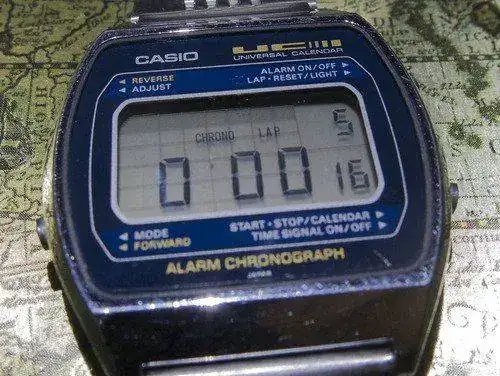 CASIO
UC
UNIVERSAL CALENDAR
REVERSE
ADJUST
ALARM ON/OFF
LAP·RESET/LIGHT
CHRONO LAP
5
0 00 16
MODE
FORWARD
START·STOP/CALENDAR
TIME SIGNAL ON/OFF
ALARM CHRONOGRAPH
JAPAN